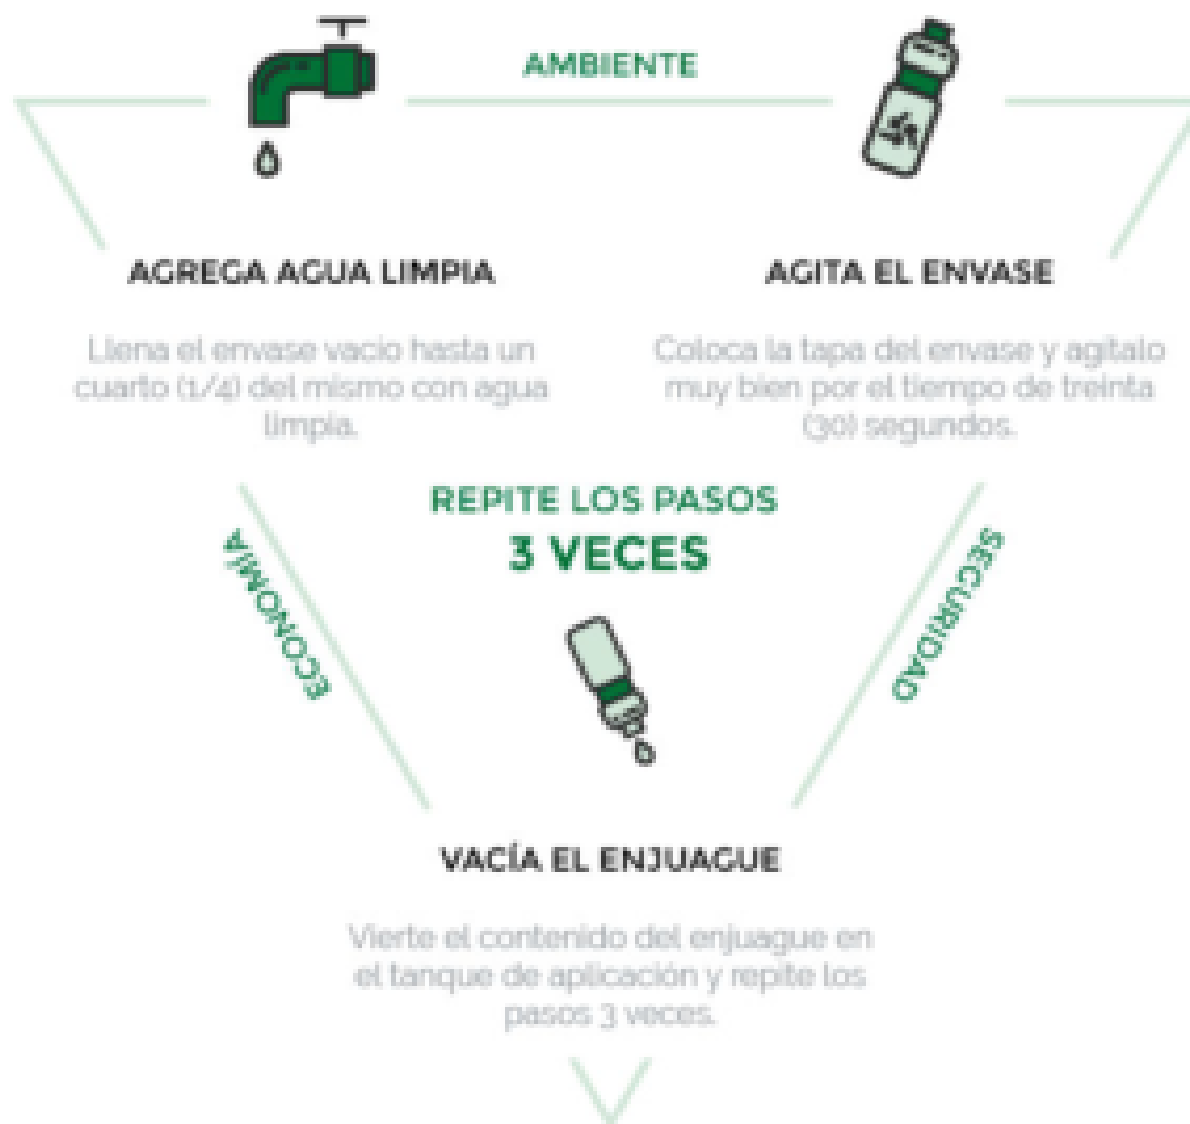 AMBIENTE
AGREGA AGUA LIMPIA
Llena el envase vacío hasta un
cuarto (1/4) del mismo con agua
limpia.
AGITA EL ENVASE
Coloca la tapa del envase y agítalo
muy bien por el tiempo de treinta
(30) segundos.
REPITE LOS PASOS
3 VECES
ECONOMÍA
SEGURIDAD
VACÍA EL ENJUAGUE
Vierte el contenido del enjuague en
el tanque de aplicación y repite los
pasos 3 veces.